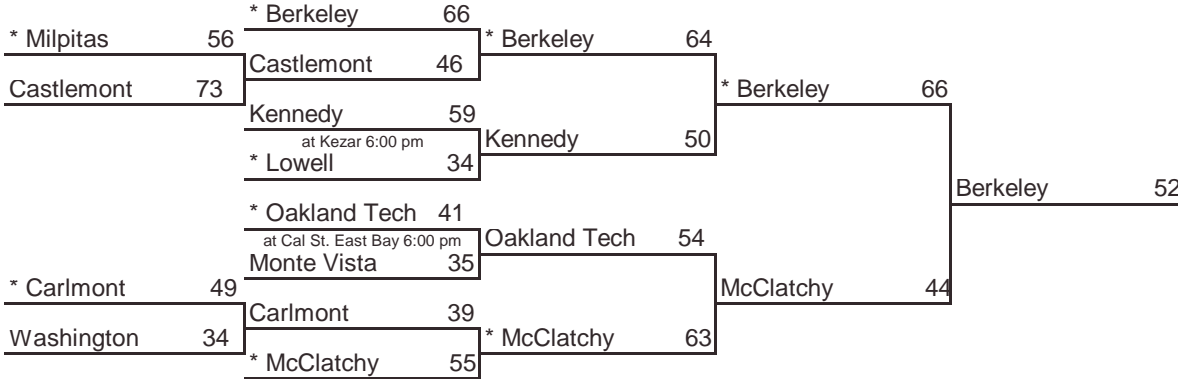 * Berkeley 66
* Milpitas 56
* Berkeley 64
Castlemont 46
Castlemont 73
* Berkeley 66
Kennedy 59
at Kezar 6:00 pm
Kennedy 50
* Lowell 34
Berkeley 52
* Oakland Tech 41
at Cal St. East Bay 6:00 pm
Oakland Tech 54
Monte Vista 35
* Carlmont 49
McClatchy 44
Carlmont 39
Washington 34
* McClatchy 63
* McClatchy 55